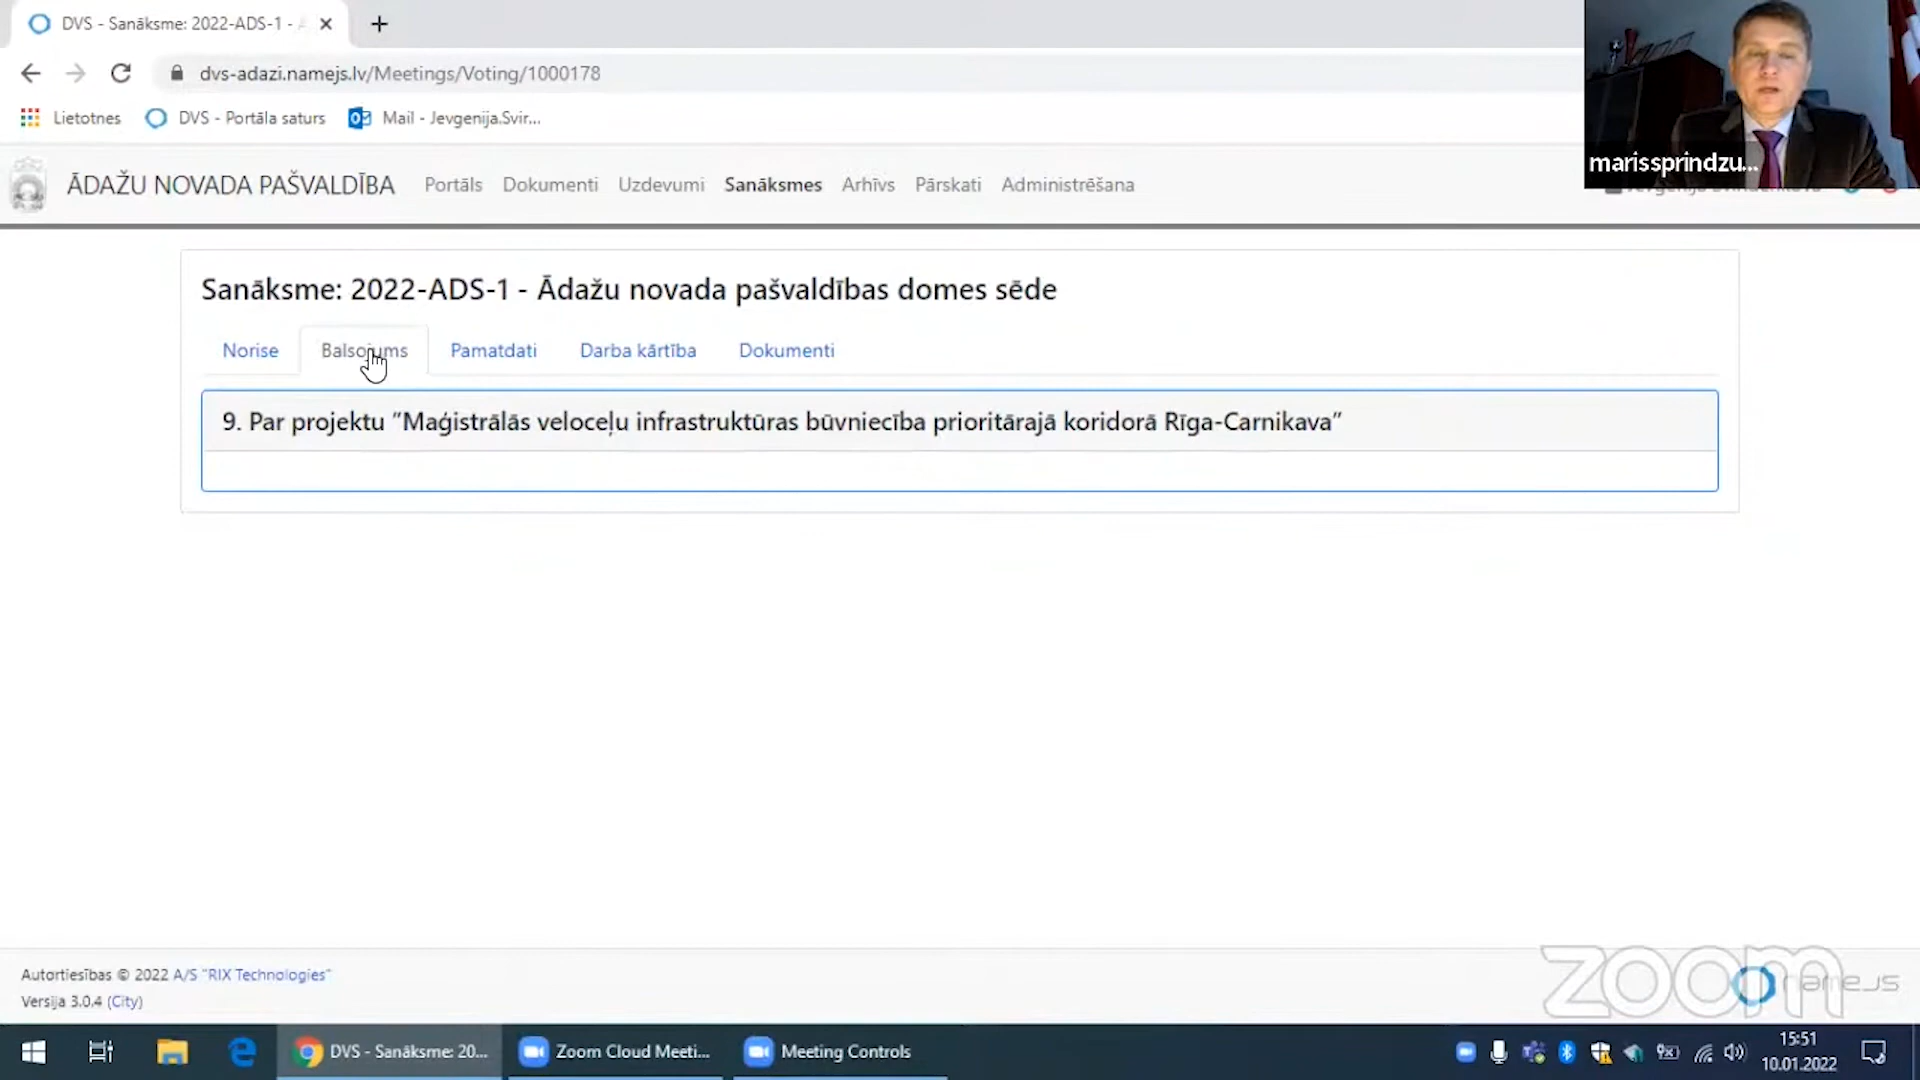 DVS - Sanāksme: 2022-ADS-1 -
dvs-adazi.namejs.lv/Meetings/Voting/1000178
Lietotnes DVS - Portāla saturs Mail - Jevgenija.Svir...
marissprindzu...
ĀDAŽU NOVADA PAŠVALDĪBA Portāls Dokumenti Uzdevumi Sanāksmes Arhīvs Pārskati Administrēšana
Sanāksme: 2022-ADS-1 - Ādažu novada pašvaldības domes sēde
Norise Balsojums Pamatdati Darba kārtība Dokumenti
9. Par projektu "Maģistrālās veloceļu infrastruktūras būvniecība prioritārajā koridorā Rīga-Carnikava"
Autortiesības © 2022 A/S "RIX Technologies"
Versija 3.0.4 (City)
zoom
namejs
DVS - Sanāksme: 20... Zoom Cloud Meeti... Meeting Controls
15:51
10.01.2022